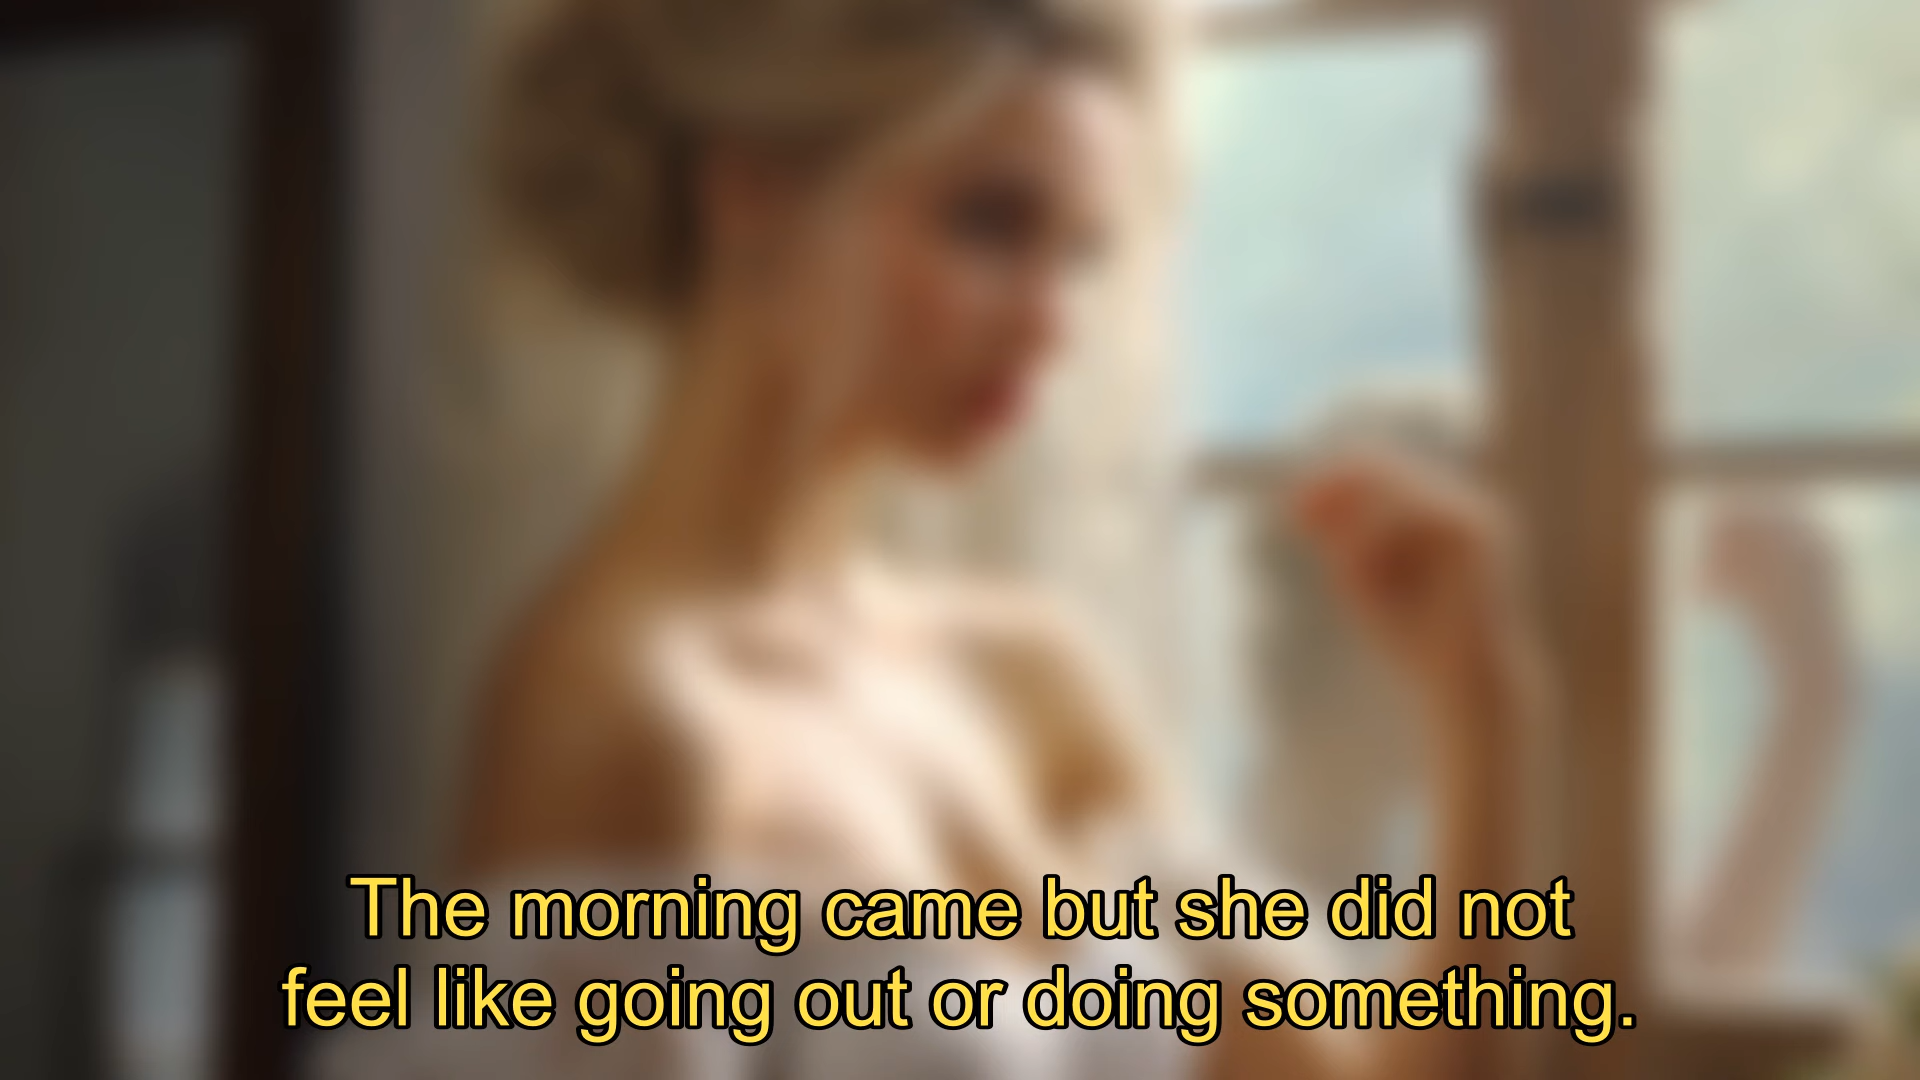 The morning came but she did not
feel like going out or doing something.